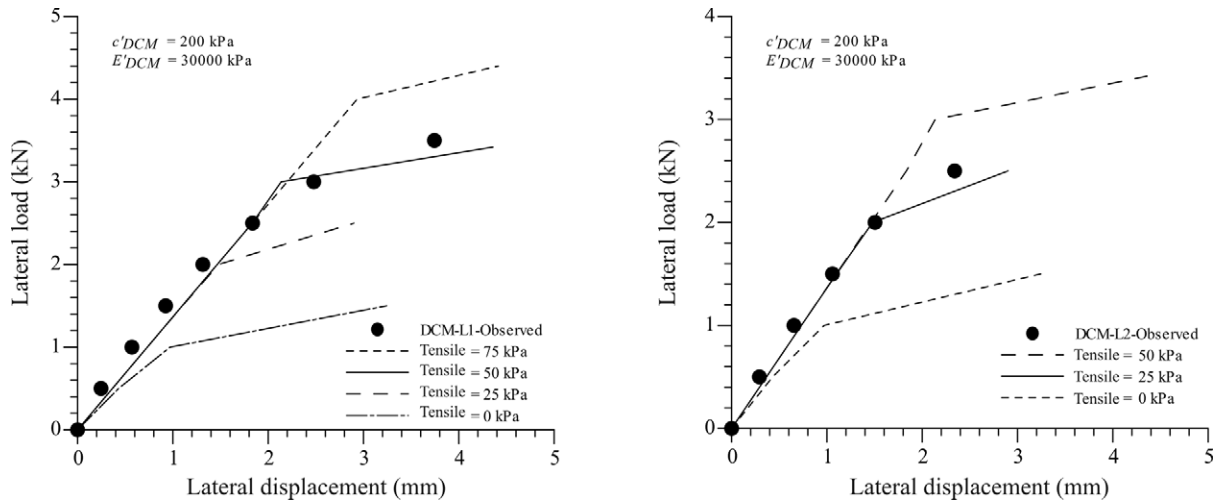 5
4
3
2
1
0
Lateral load (kN)
c'DCM = 200 kPa
E'DCM = 30000 kPa
DCM-L1-Observed
Tensile = 75 kPa
Tensile = 50 kPa
Tensile = 25 kPa
Tensile = 0 kPa
0 1 2 3 4 5
Lateral displacement (mm)
4
3
2
1
0
Lateral load (kN)
c'DCM = 200 kPa
E'DCM = 30000 kPa
DCM-L2-Observed
Tensile = 50 kPa
Tensile = 25 kPa
Tensile = 0 kPa
0 1 2 3 4 5
Lateral displacement (mm)